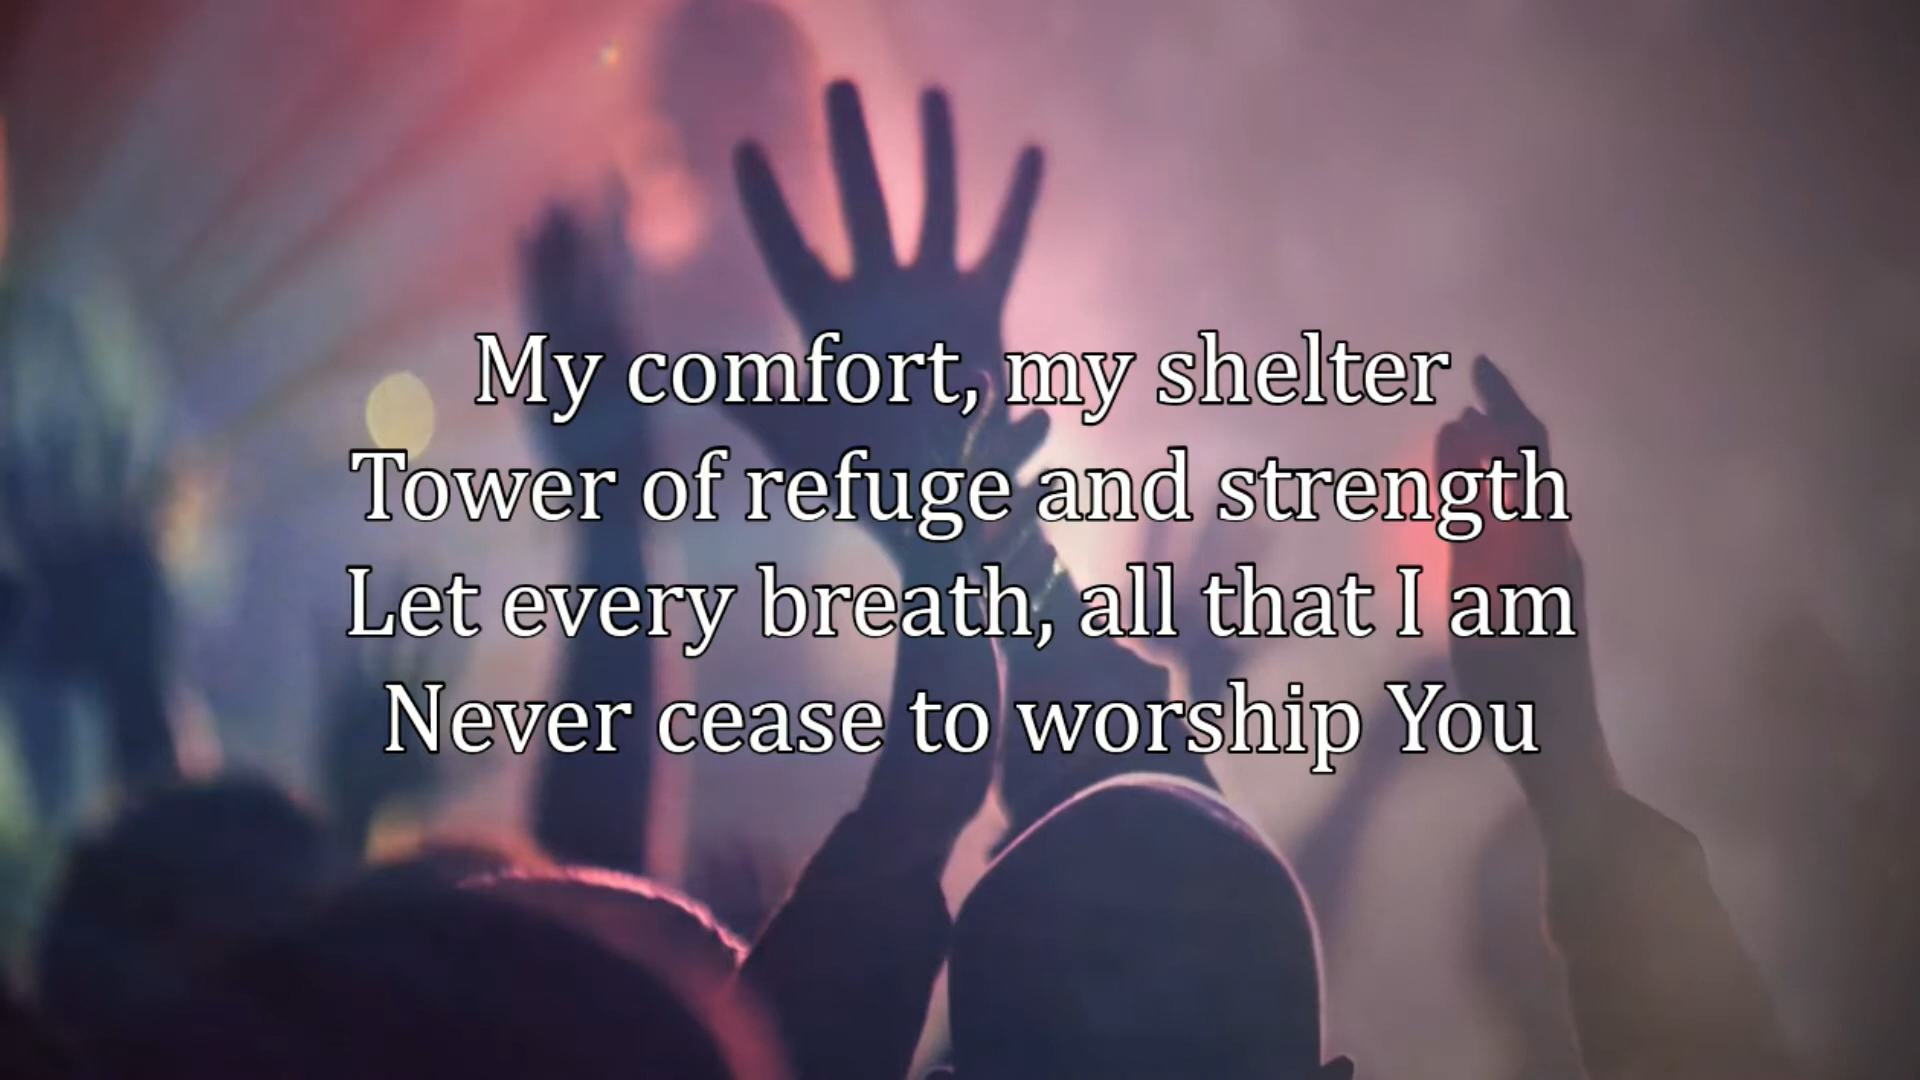 My comfort, my shelter
Tower of refuge and strength
Let every breath, all that I am
Never cease to worship You